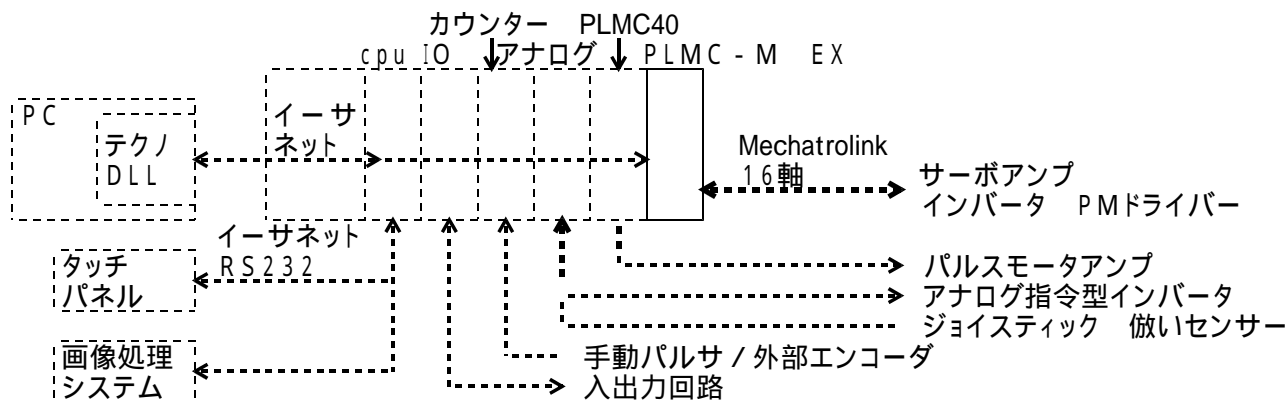 カウンター PLMC40
cpu IO アナログ PLMC-M EX
PC
テクノ
DLL
イーサ
ネット
Mechatrolink
16軸
サーボアンプ
インバータ PMドライバー
イーサネット
RS232
タッチ
パネル
パルスモータアンプ
アナログ指令型インバータ
ジョイスティック 倣いセンサー
画像処理
システム
手動パルサ/外部エンコーダ
入出力回路